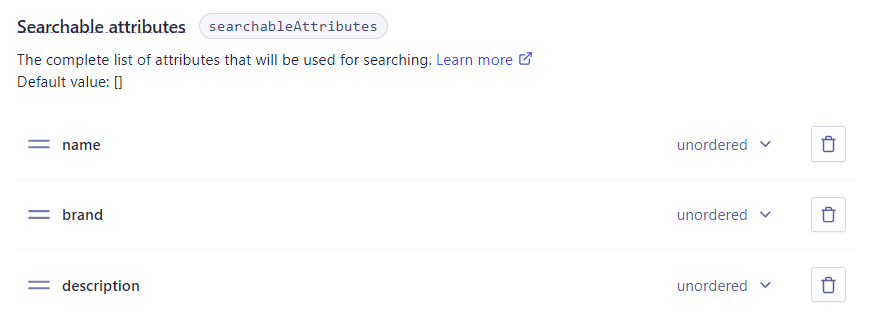 Searchable attributes searchableAttributes
The complete list of attributes that will be used for searching. Learn more
Default value: []
name unordered
brand unordered
description unordered